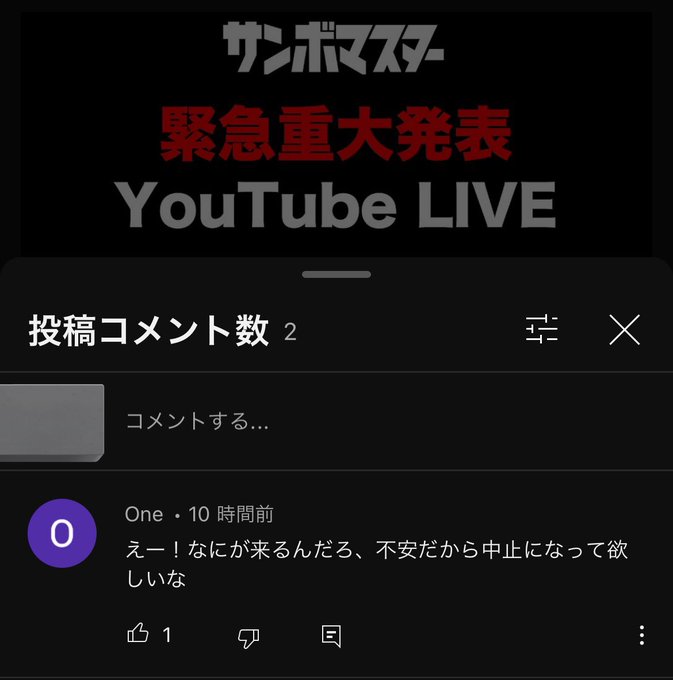 サンボマスター
緊急重大発表
YouTube LIVE
投稿コメント数 2
コメントする...
O
One・10 時間前
えー！なにが来るんだろ、不安だから中止になって欲
しいな
1